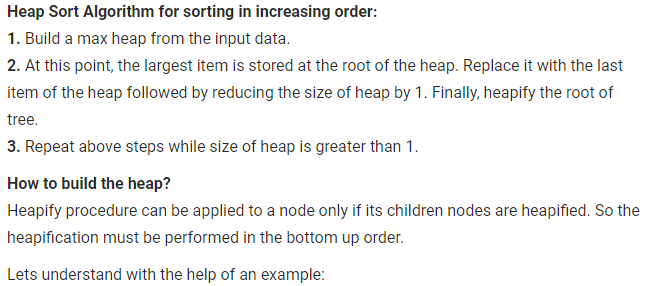 Heap Sort Algorithm for sorting in increasing order:
1. Build a max heap from the input data.
2. At this point, the largest item is stored at the root of the heap. Replace it with the last
item of the heap followed by reducing the size of heap by 1. Finally, heapify the root of
tree.
3. Repeat above steps while size of heap is greater than 1.
How to build the heap?
Heapify procedure can be applied to a node only if its children nodes are heapified. So the
heapification must be performed in the bottom up order.
Lets understand with the help of an example: